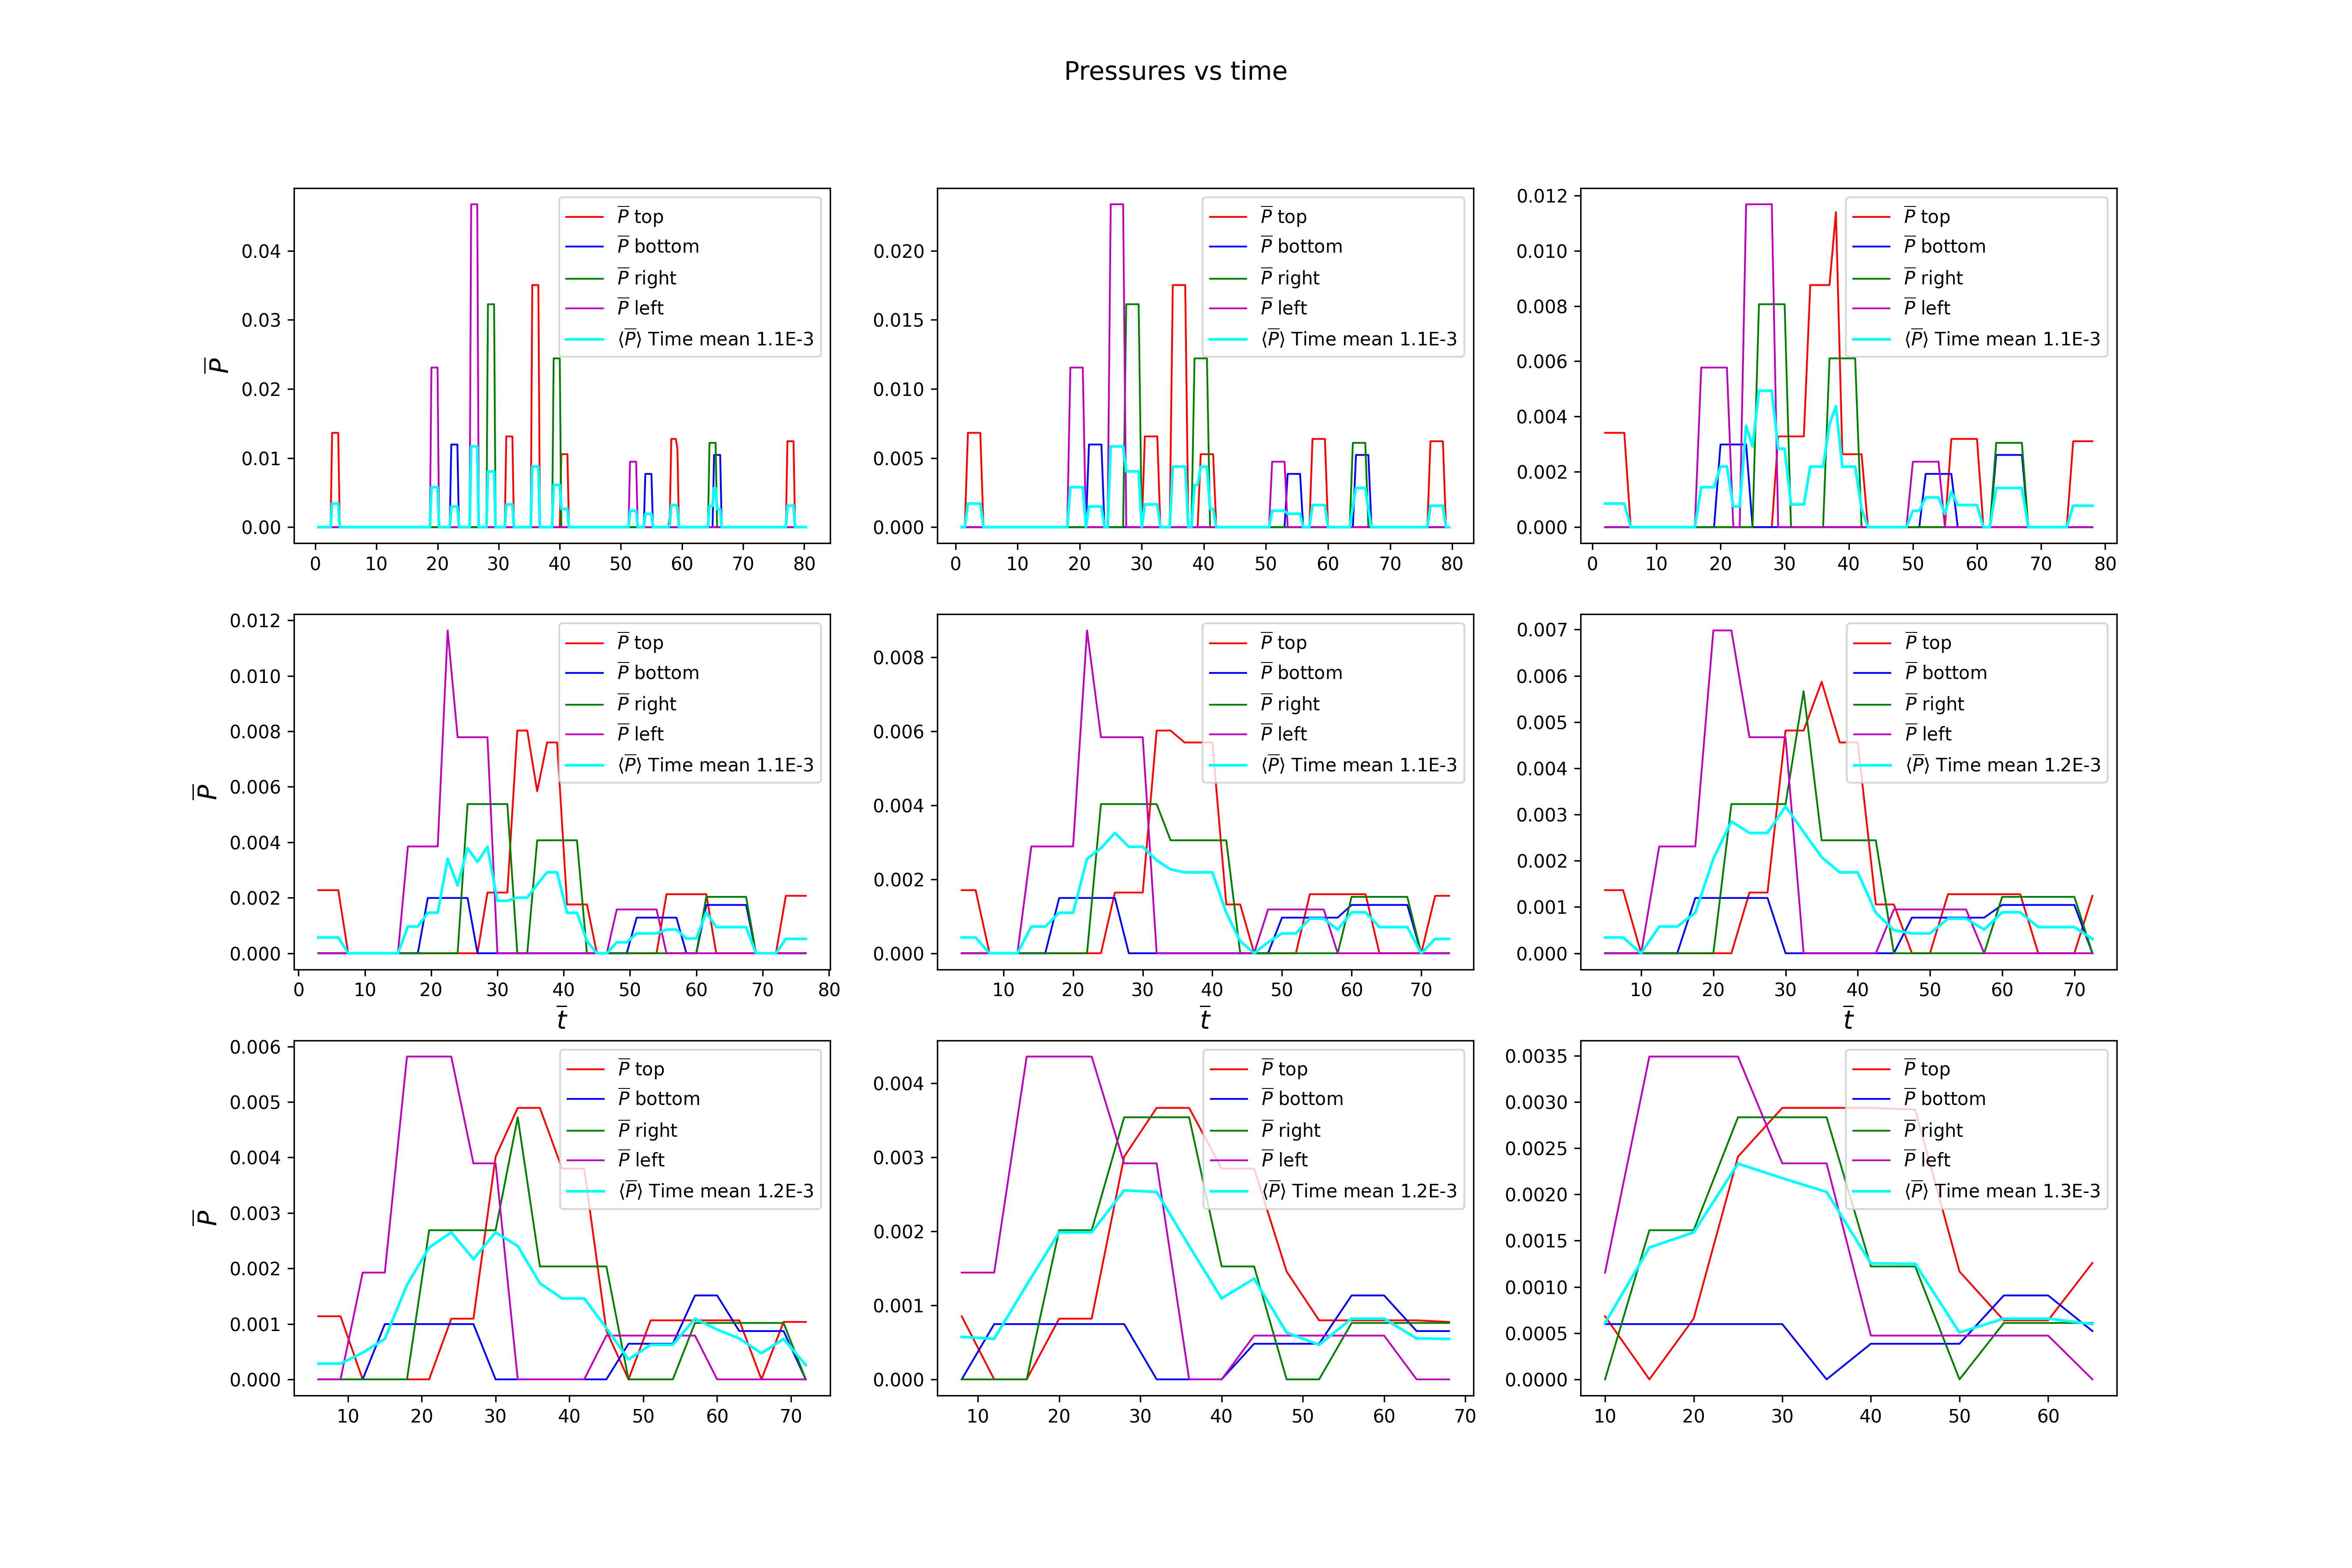 Pressures vs time
P̅
0.04
0.03
0.02
0.01
0.00
P̅ top
P̅ bottom
P̅ right
P̅ left
⟨P̅⟩ Time mean 1.1E-3
0 10 20 30 40 50 60 70 80
0.020
0.015
0.010
0.005
0.000
P̅ top
P̅ bottom
P̅ right
P̅ left
⟨P̅⟩ Time mean 1.1E-3
0 10 20 30 40 50 60 70 80
0.012
0.010
0.008
0.006
0.004
0.002
0.000
P̅ top
P̅ bottom
P̅ right
P̅ left
⟨P̅⟩ Time mean 1.1E-3
0 10 20 30 40 50 60 70 80
P̅
0.012
0.010
0.008
0.006
0.004
0.002
0.000
P̅ top
P̅ bottom
P̅ right
P̅ left
⟨P̅⟩ Time mean 1.1E-3
0 10 20 30 40 50 60 70 80
t̅
0.008
0.006
0.004
0.002
0.000
P̅ top
P̅ bottom
P̅ right
P̅ left
⟨P̅⟩ Time mean 1.1E-3
10 20 30 40 50 60 70
t̅
0.007
0.006
0.005
0.004
0.003
0.002
0.001
0.000
P̅ top
P̅ bottom
P̅ right
P̅ left
⟨P̅⟩ Time mean 1.2E-3
10 20 30 40 50 60 70
t̅
P̅
0.006
0.005
0.004
0.003
0.002
0.001
0.000
P̅ top
P̅ bottom
P̅ right
P̅ left
⟨P̅⟩ Time mean 1.2E-3
10 20 30 40 50 60 70
0.004
0.003
0.002
0.001
0.000
P̅ top
P̅ bottom
P̅ right
P̅ left
⟨P̅⟩ Time mean 1.2E-3
10 20 30 40 50 60 70
0.0035
0.0030
0.0025
0.0020
0.0015
0.0010
0.0005
0.0000
P̅ top
P̅ bottom
P̅ right
P̅ left
⟨P̅⟩ Time mean 1.3E-3
10 20 30 40 50 60